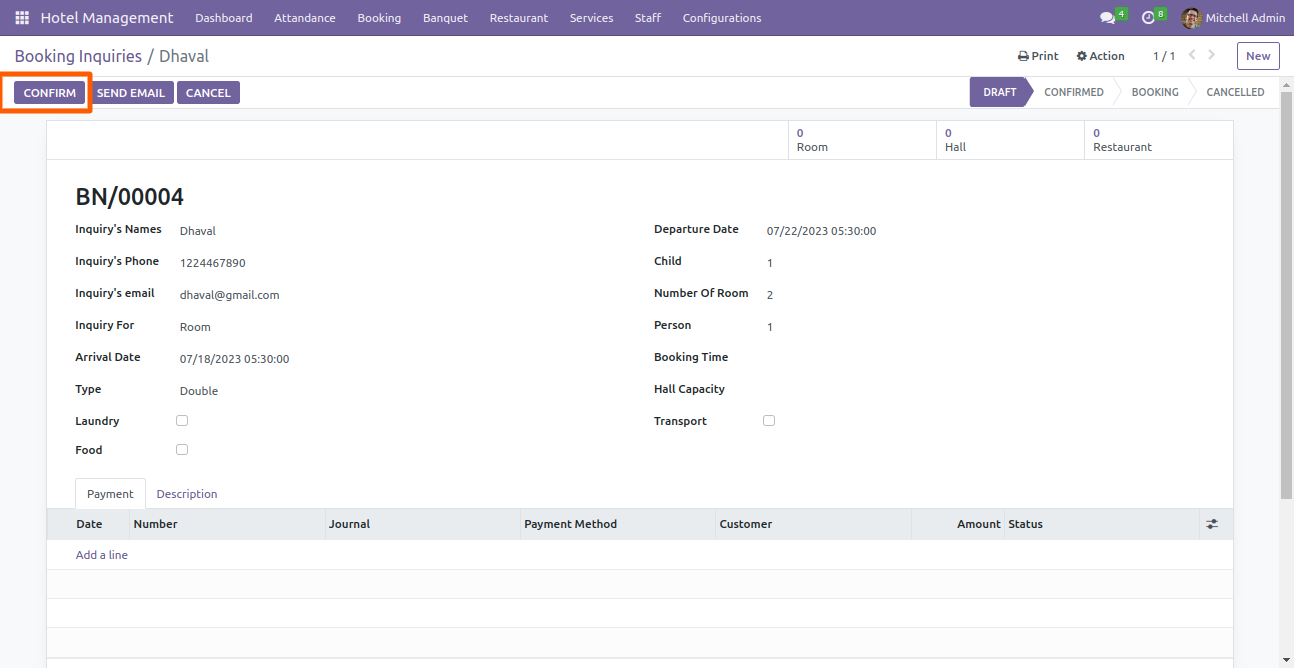 Hotel Management Dashboard Attendance Booking Banquet Restaurant Services Staff Configurations 4 8 Mitchell Admin
Booking Inquiries / Dhaval Print Action 1 / 1 New
CONFIRM SEND EMAIL CANCEL DRAFT CONFIRMED BOOKING CANCELLED
0 0 0
Room Hall Restaurant
BN/00004
Inquiry's Names Dhaval Departure Date 07/22/2023 05:30:00
Inquiry's Phone 1224467890 Child 1
Inquiry's email dhaval@gmail.com Number Of Room 2
Inquiry For Room Person 1
Arrival Date 07/18/2023 05:30:00 Booking Time
Type Double Hall Capacity
Laundry Transport
Food
Payment Description
Date Number Journal Payment Method Customer Amount Status
Add a line